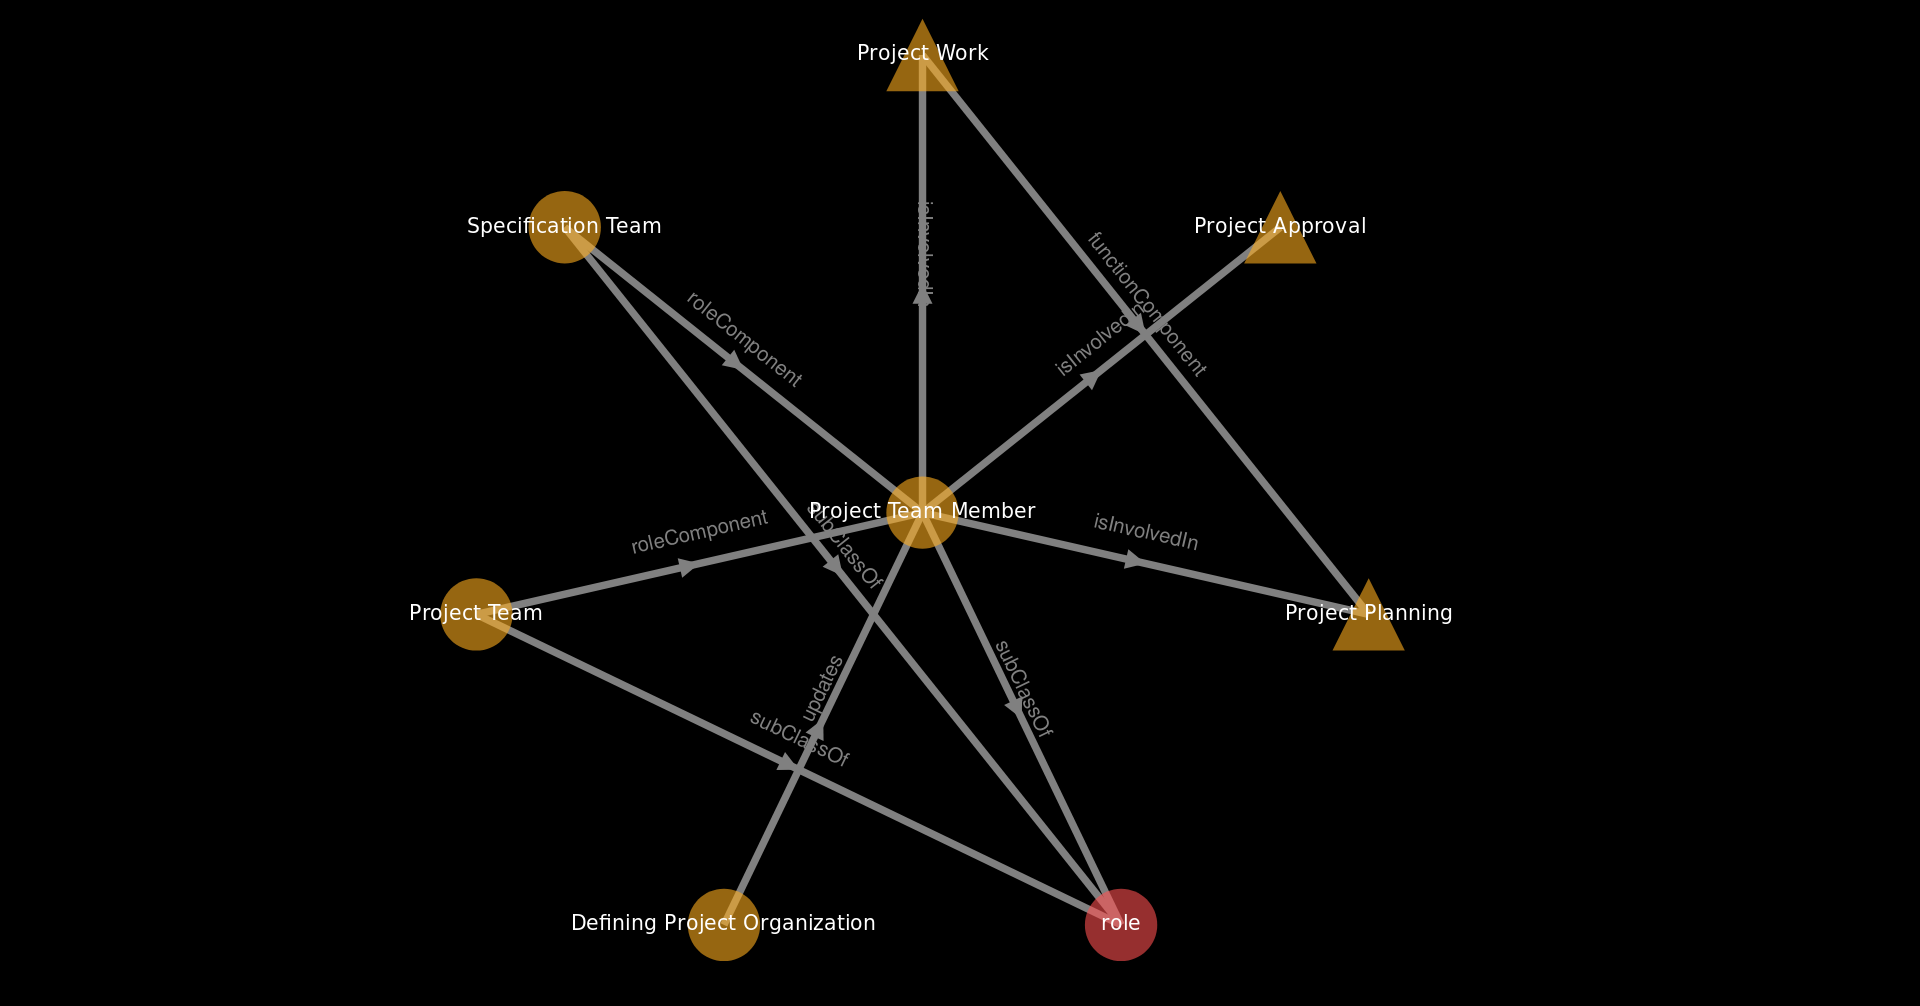 Project Work
Specification Team
Project Approval
isInvolvedIn
functionComponent
roleComponent
isInvolvedIn
Project Team Member
roleComponent
subClassOf
isInvolvedIn
Project Team
Project Planning
updates
subClassOf
subClassOf
Defining Project Organization
role